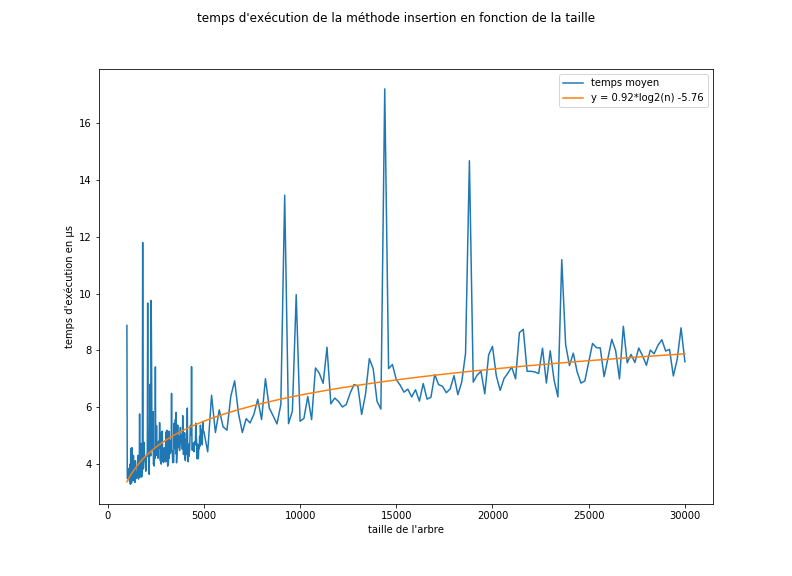 temps d'exécution de la méthode insertion en fonction de la taille
temps moyen
y = 0.92*log2(n) -5.76
temps d'exécution en µs
16
14
12
10
8
6
4
0
5000
10000
15000
20000
25000
30000
taille de l'arbre